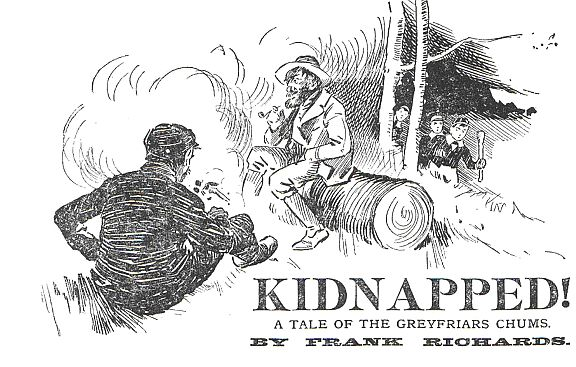 KIDNAPPED!
A TALE OF THE GREYFRIARS CHUMS.
BY FRANK RICHARDS.